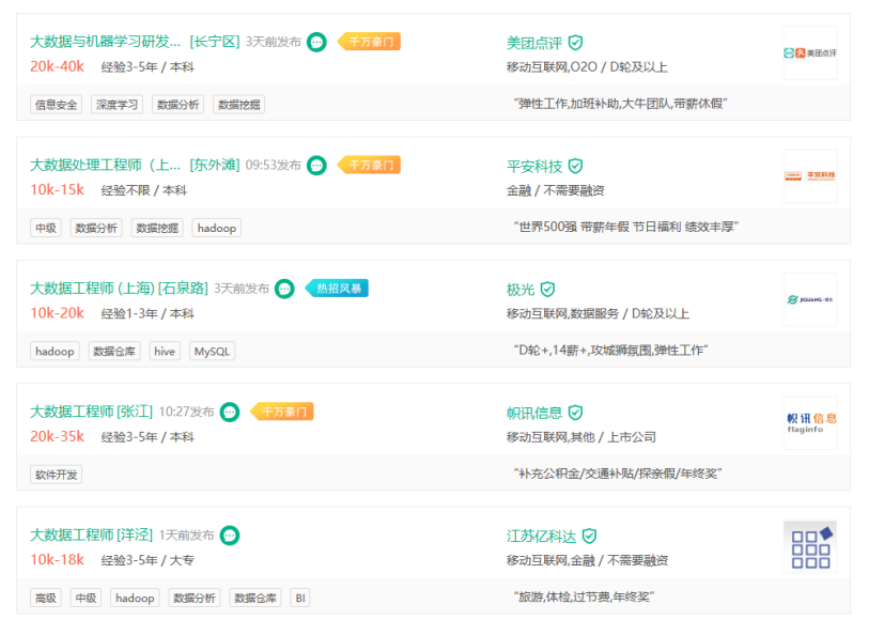 大数据与机器学习研发... [长宁区] 3天前发布 千万豪门
20k-40k 经验3-5年 / 本科
信息安全 深度学习 数据分析 数据挖掘
美团点评
移动互联网,O2O / D轮及以上
“弹性工作,加班补助,大牛团队,带薪休假”
美团点评
大数据处理工程师（上... [东外滩] 09:53发布 千万豪门
10k-15k 经验不限 / 本科
中级 数据分析 数据挖掘 hadoop
平安科技
金融 / 不需要融资
“世界500强 带薪年假 节日福利 绩效丰厚”
平安科技
大数据工程师 (上海) [石泉路] 3天前发布 热招风暴
10k-20k 经验1-3年 / 本科
hadoop 数据仓库 hive MySQL
极光
移动互联网,数据服务 / D轮及以上
“D轮+,14薪+,攻城狮氛围,弹性工作”
大数据工程师 [张江] 10:27发布 千万豪门
20k-35k 经验3-5年 / 本科
软件开发
帜讯信息
移动互联网,其他 / 上市公司
“补充公积金/交通补贴/探亲假/年终奖”
帜讯信息
flaginfo
大数据工程师 [洋泾] 1天前发布
10k-18k 经验3-5年 / 大专
高级 中级 hadoop 数据分析 数据仓库 BI
江苏亿科达
移动互联网,金融 / 不需要融资
“旅游,体检,过节费,年终奖”